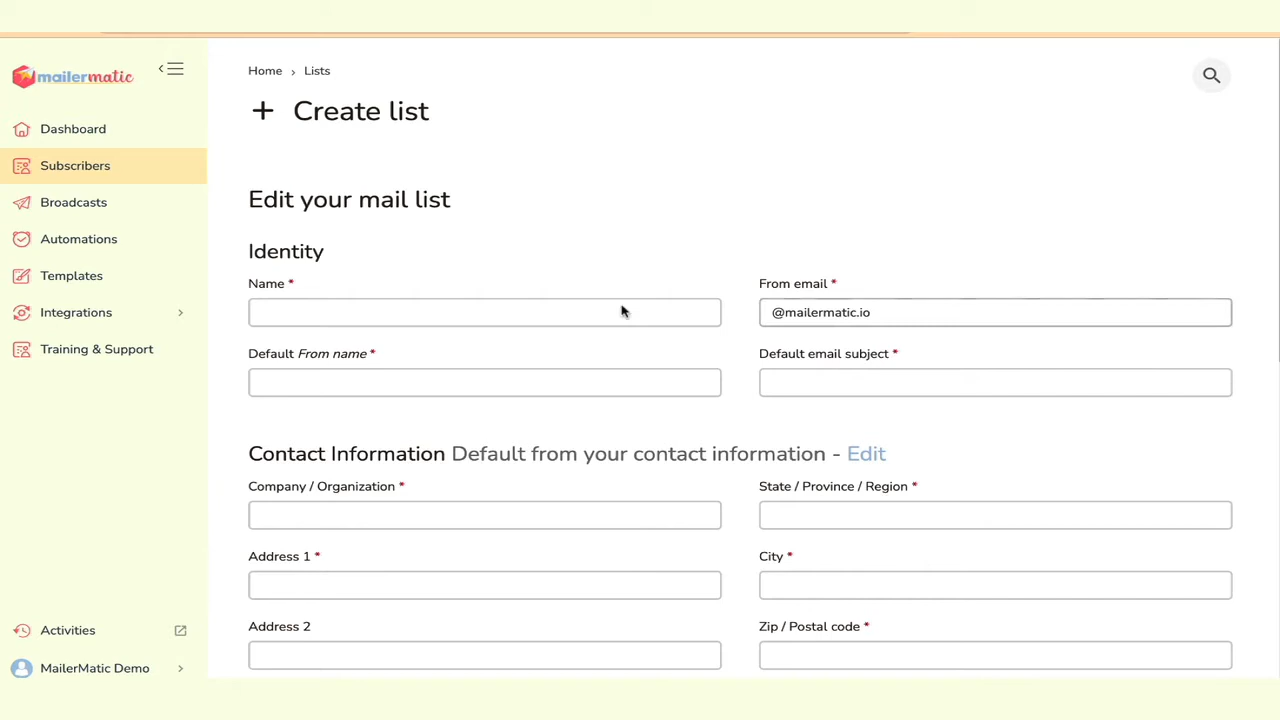 mailermatic
Dashboard
Subscribers
Broadcasts
Automations
Templates
Integrations
Training & Support
Activities
MailerMatic Demo
Home › Lists
+ Create list
Edit your mail list
Identity
Name *
From email *
@mailermatic.io
Default From name *
Default email subject *
Contact Information Default from your contact information - Edit
Company / Organization *
State / Province / Region *
Address 1 *
City *
Address 2
Zip / Postal code *